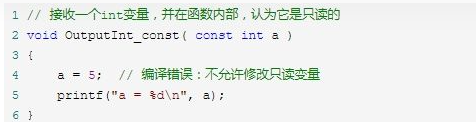 1 // 接收一个int变量，并在函数内部，认为它是只读的
2 void OutputInt_const( const int a )
3 {
4     a = 5;  // 编译错误：不允许修改只读变量
5     printf("a = %d\n", a);
6 }